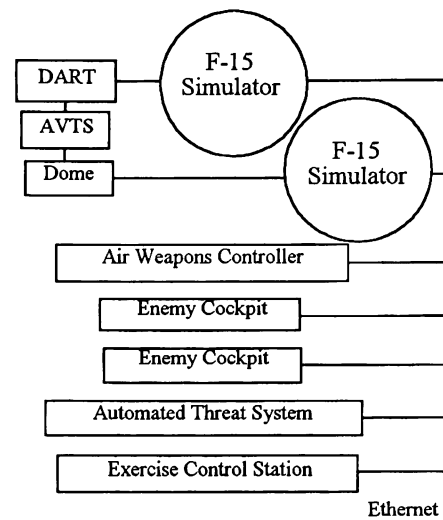 DART
F-15
Simulator
AVTS
Dome
F-15
Simulator
Air Weapons Controller
Enemy Cockpit
Enemy Cockpit
Automated Threat System
Exercise Control Station
Ethernet